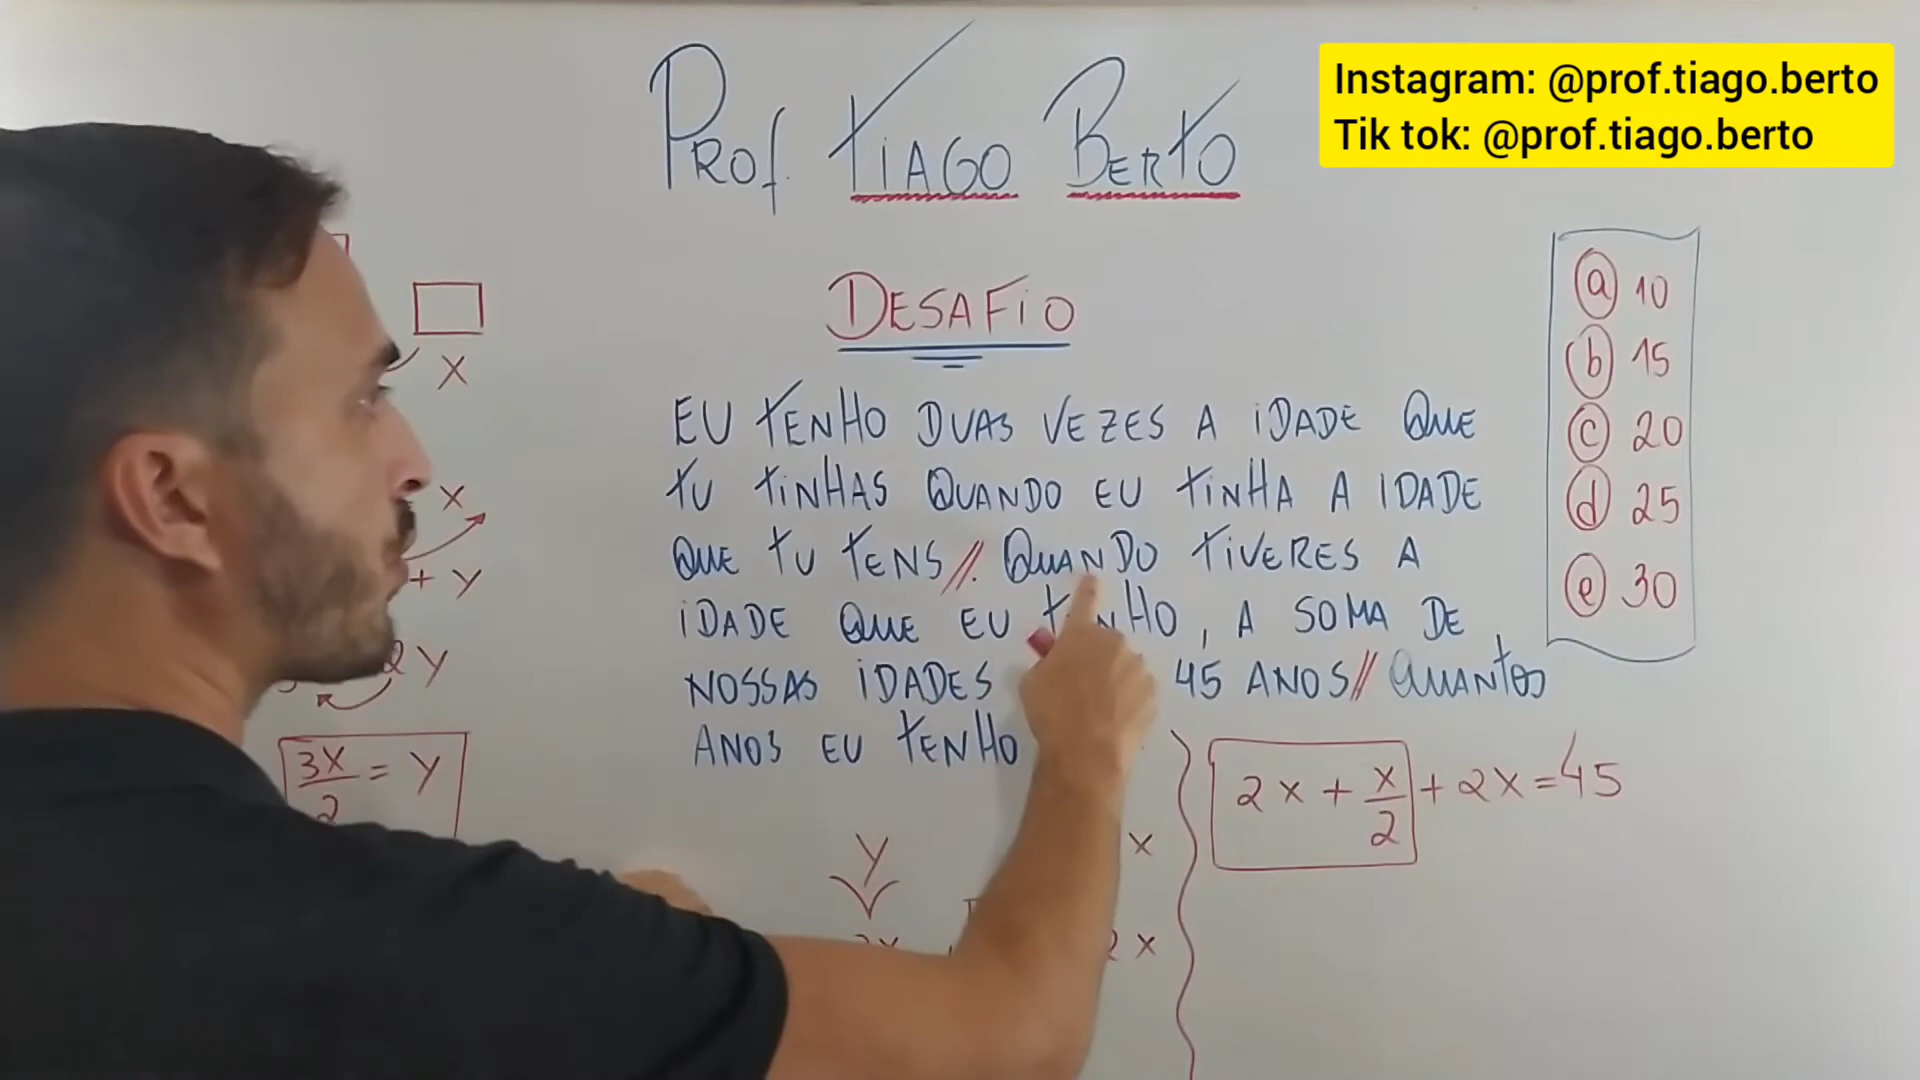 PROF. TIAGO BERTO
Instagram: @prof.tiago.berto
Tik tok: @prof.tiago.berto
DESAFIO
EU TENHO DUAS VEZES A IDADE QUE
TU TINHAS QUANDO EU TINHA A IDADE
QUE TU TENS//. QUANDO TIVERES A
IDADE QUE EU TENHO, A SOMA DE
NOSSAS IDADES 45 ANOS// QUANTOS
ANOS EU TENHO
a 10
b 15
c 20
d 25
e 30
X
X
+ Y
2Y
3X/2 = Y
Y
X
2X
2X + X/2 + 2X = 45